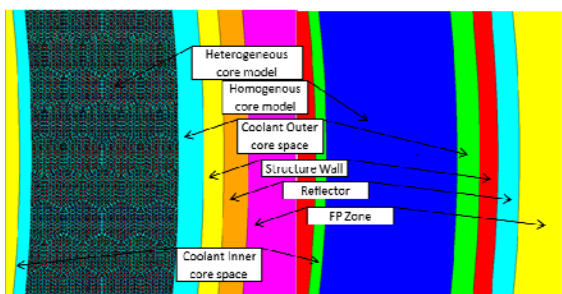 Heterogeneous
core model
Homogenous
core model
Coolant Outer
core space
Structure Wall
Reflector
FP Zone
Coolant Inner
core space